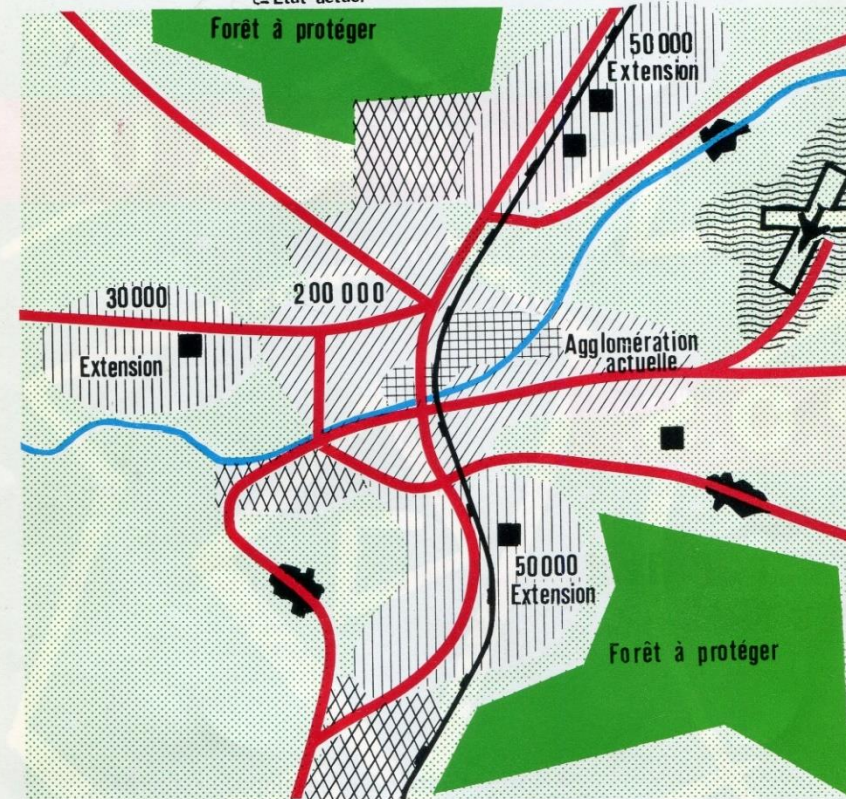 Forêt à protéger
50 000
Extension
30 000
200 000
Extension
Agglomération
actuelle
50 000
Extension
Forêt à protéger